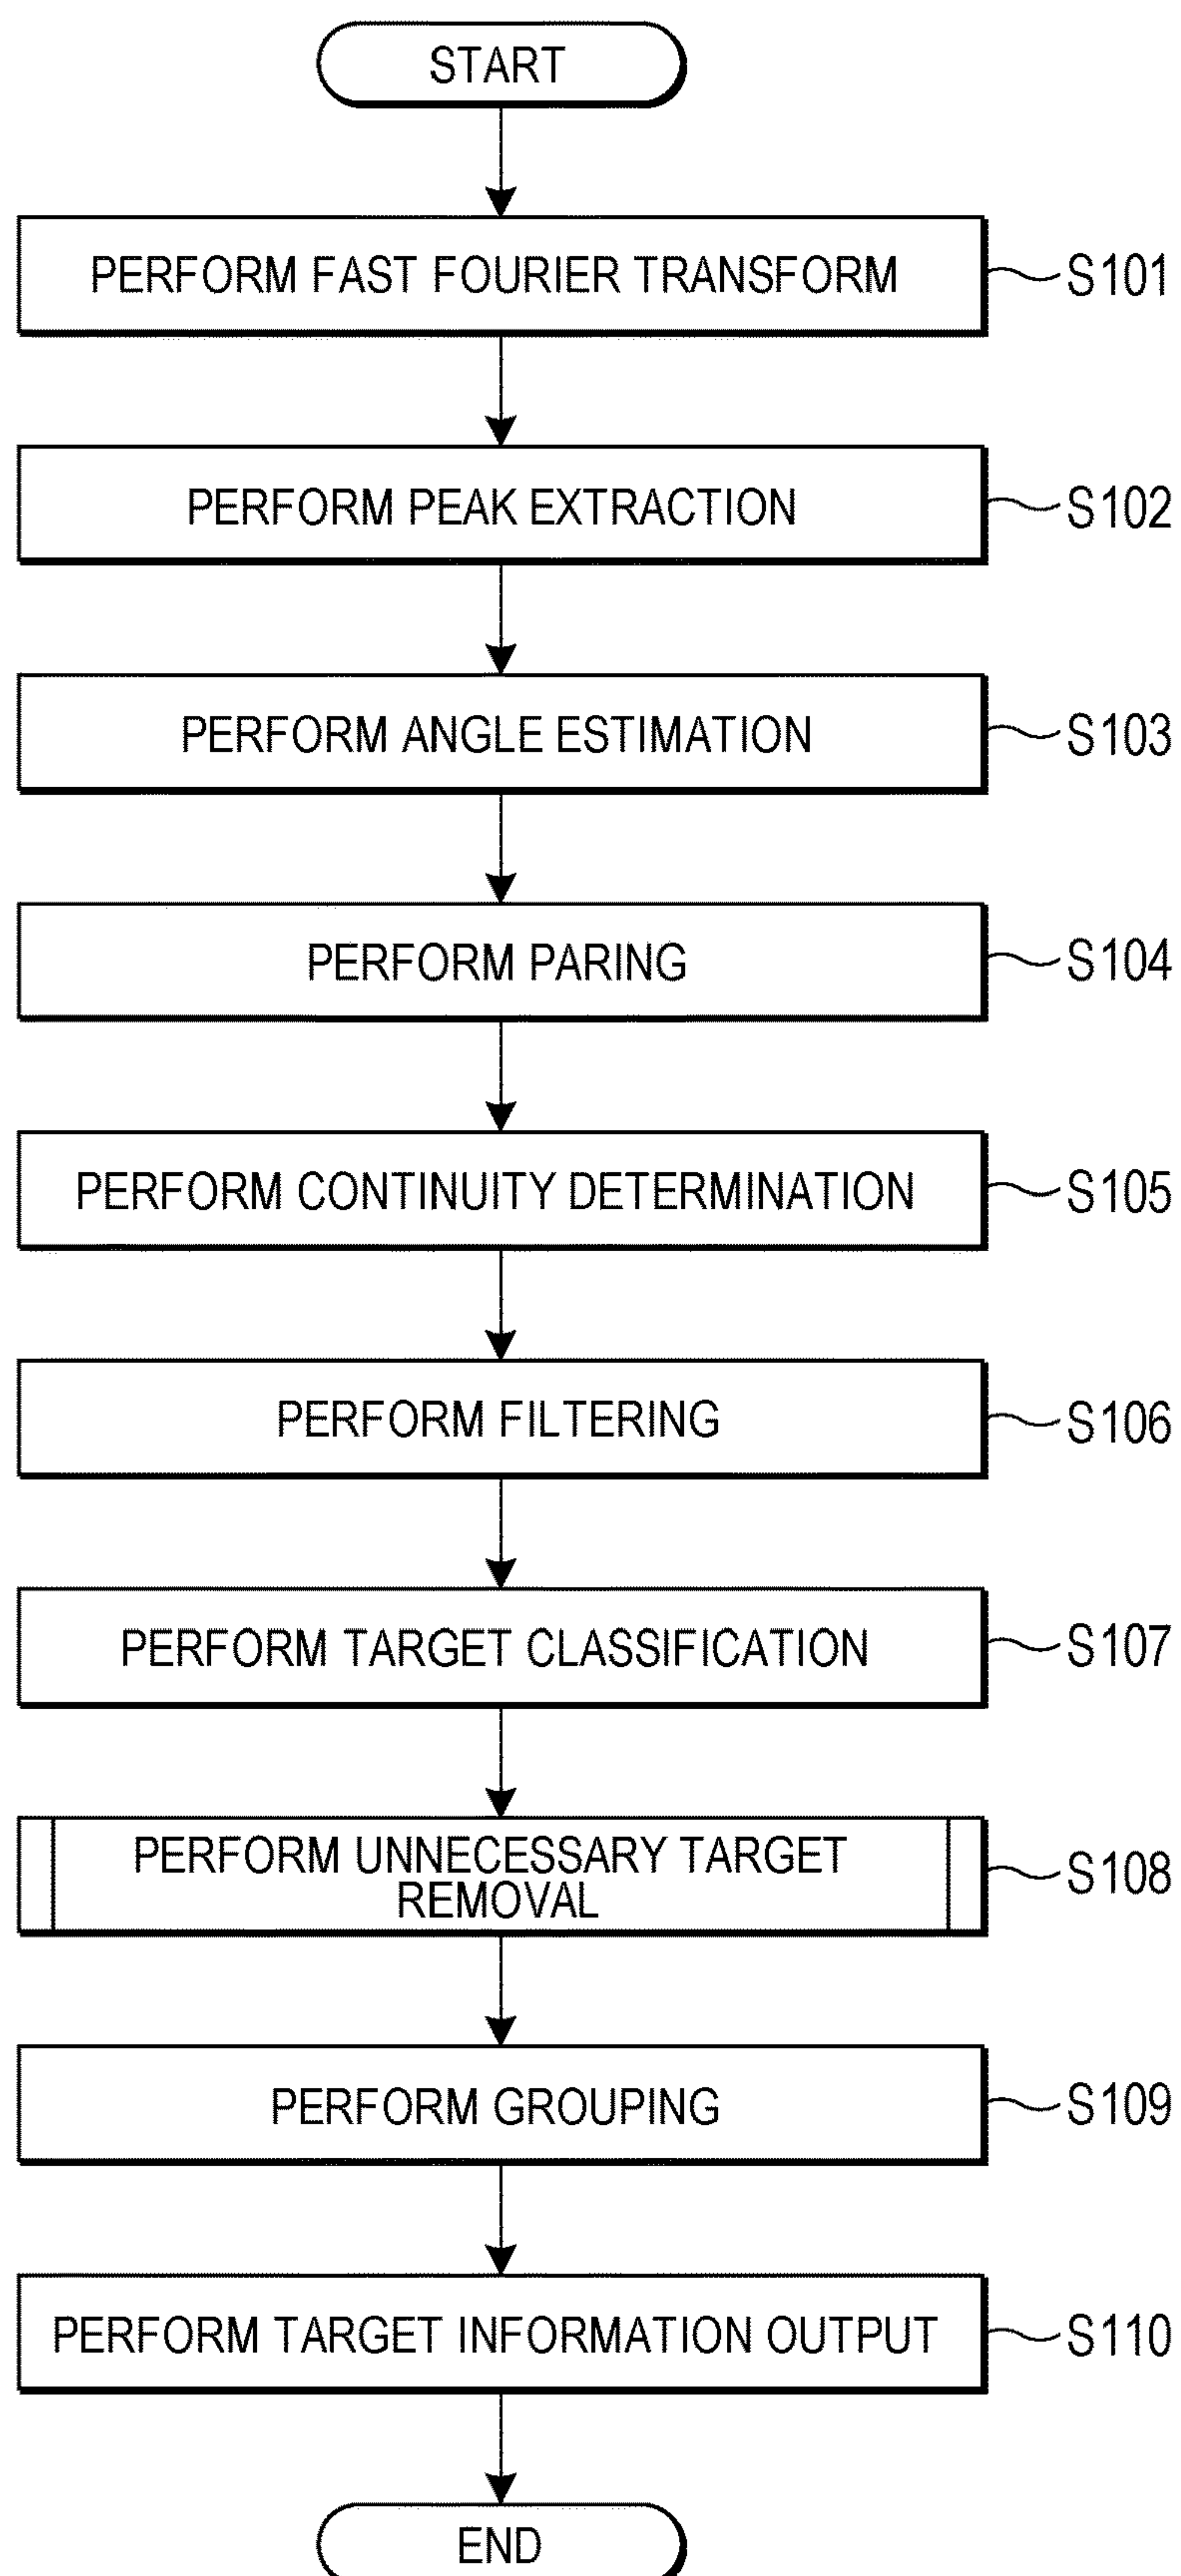 START
PERFORM FAST FOURIER TRANSFORM
S101
PERFORM PEAK EXTRACTION
S102
PERFORM ANGLE ESTIMATION
S103
PERFORM PARING
S104
PERFORM CONTINUITY DETERMINATION
S105
PERFORM FILTERING
S106
PERFORM TARGET CLASSIFICATION
S107
PERFORM UNNECESSARY TARGET
REMOVAL
S108
PERFORM GROUPING
S109
PERFORM TARGET INFORMATION OUTPUT
S110
END